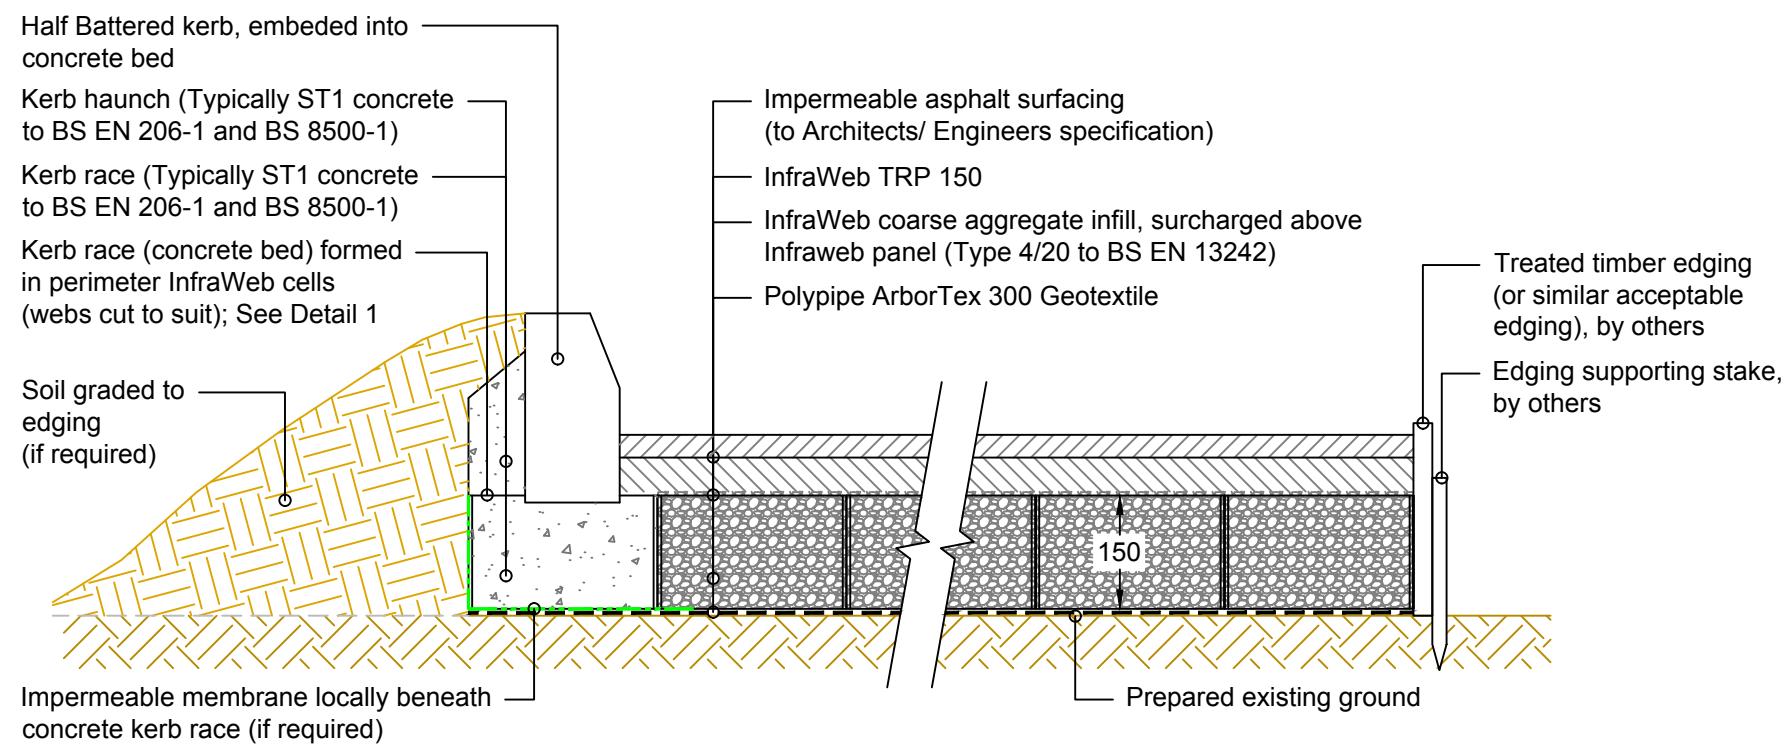 Half Battered kerb, embeded into
concrete bed
Kerb haunch (Typically ST1 concrete
to BS EN 206-1 and BS 8500-1)
Kerb race (Typically ST1 concrete
to BS EN 206-1 and BS 8500-1)
Kerb race (concrete bed) formed
in perimeter InfraWeb cells
(webs cut to suit); See Detail 1
Soil graded to
edging
(if required)
Impermeable membrane locally beneath
concrete kerb race (if required)
Impermeable asphalt surfacing
(to Architects/ Engineers specification)
InfraWeb TRP 150
InfraWeb coarse aggregate infill, surcharged above
Infraweb panel (Type 4/20 to BS EN 13242)
Polypipe ArborTex 300 Geotextile
150
Treated timber edging
(or similar acceptable
edging), by others
Edging supporting stake,
by others
Prepared existing ground